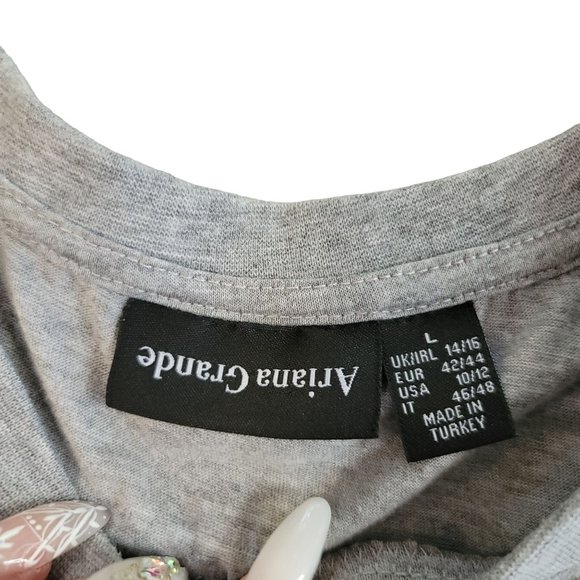 Ariana Grande
L
UK/IRL 14/16
EUR 42/44
USA 10/12
IT 46/48
MADE IN
TURKEY